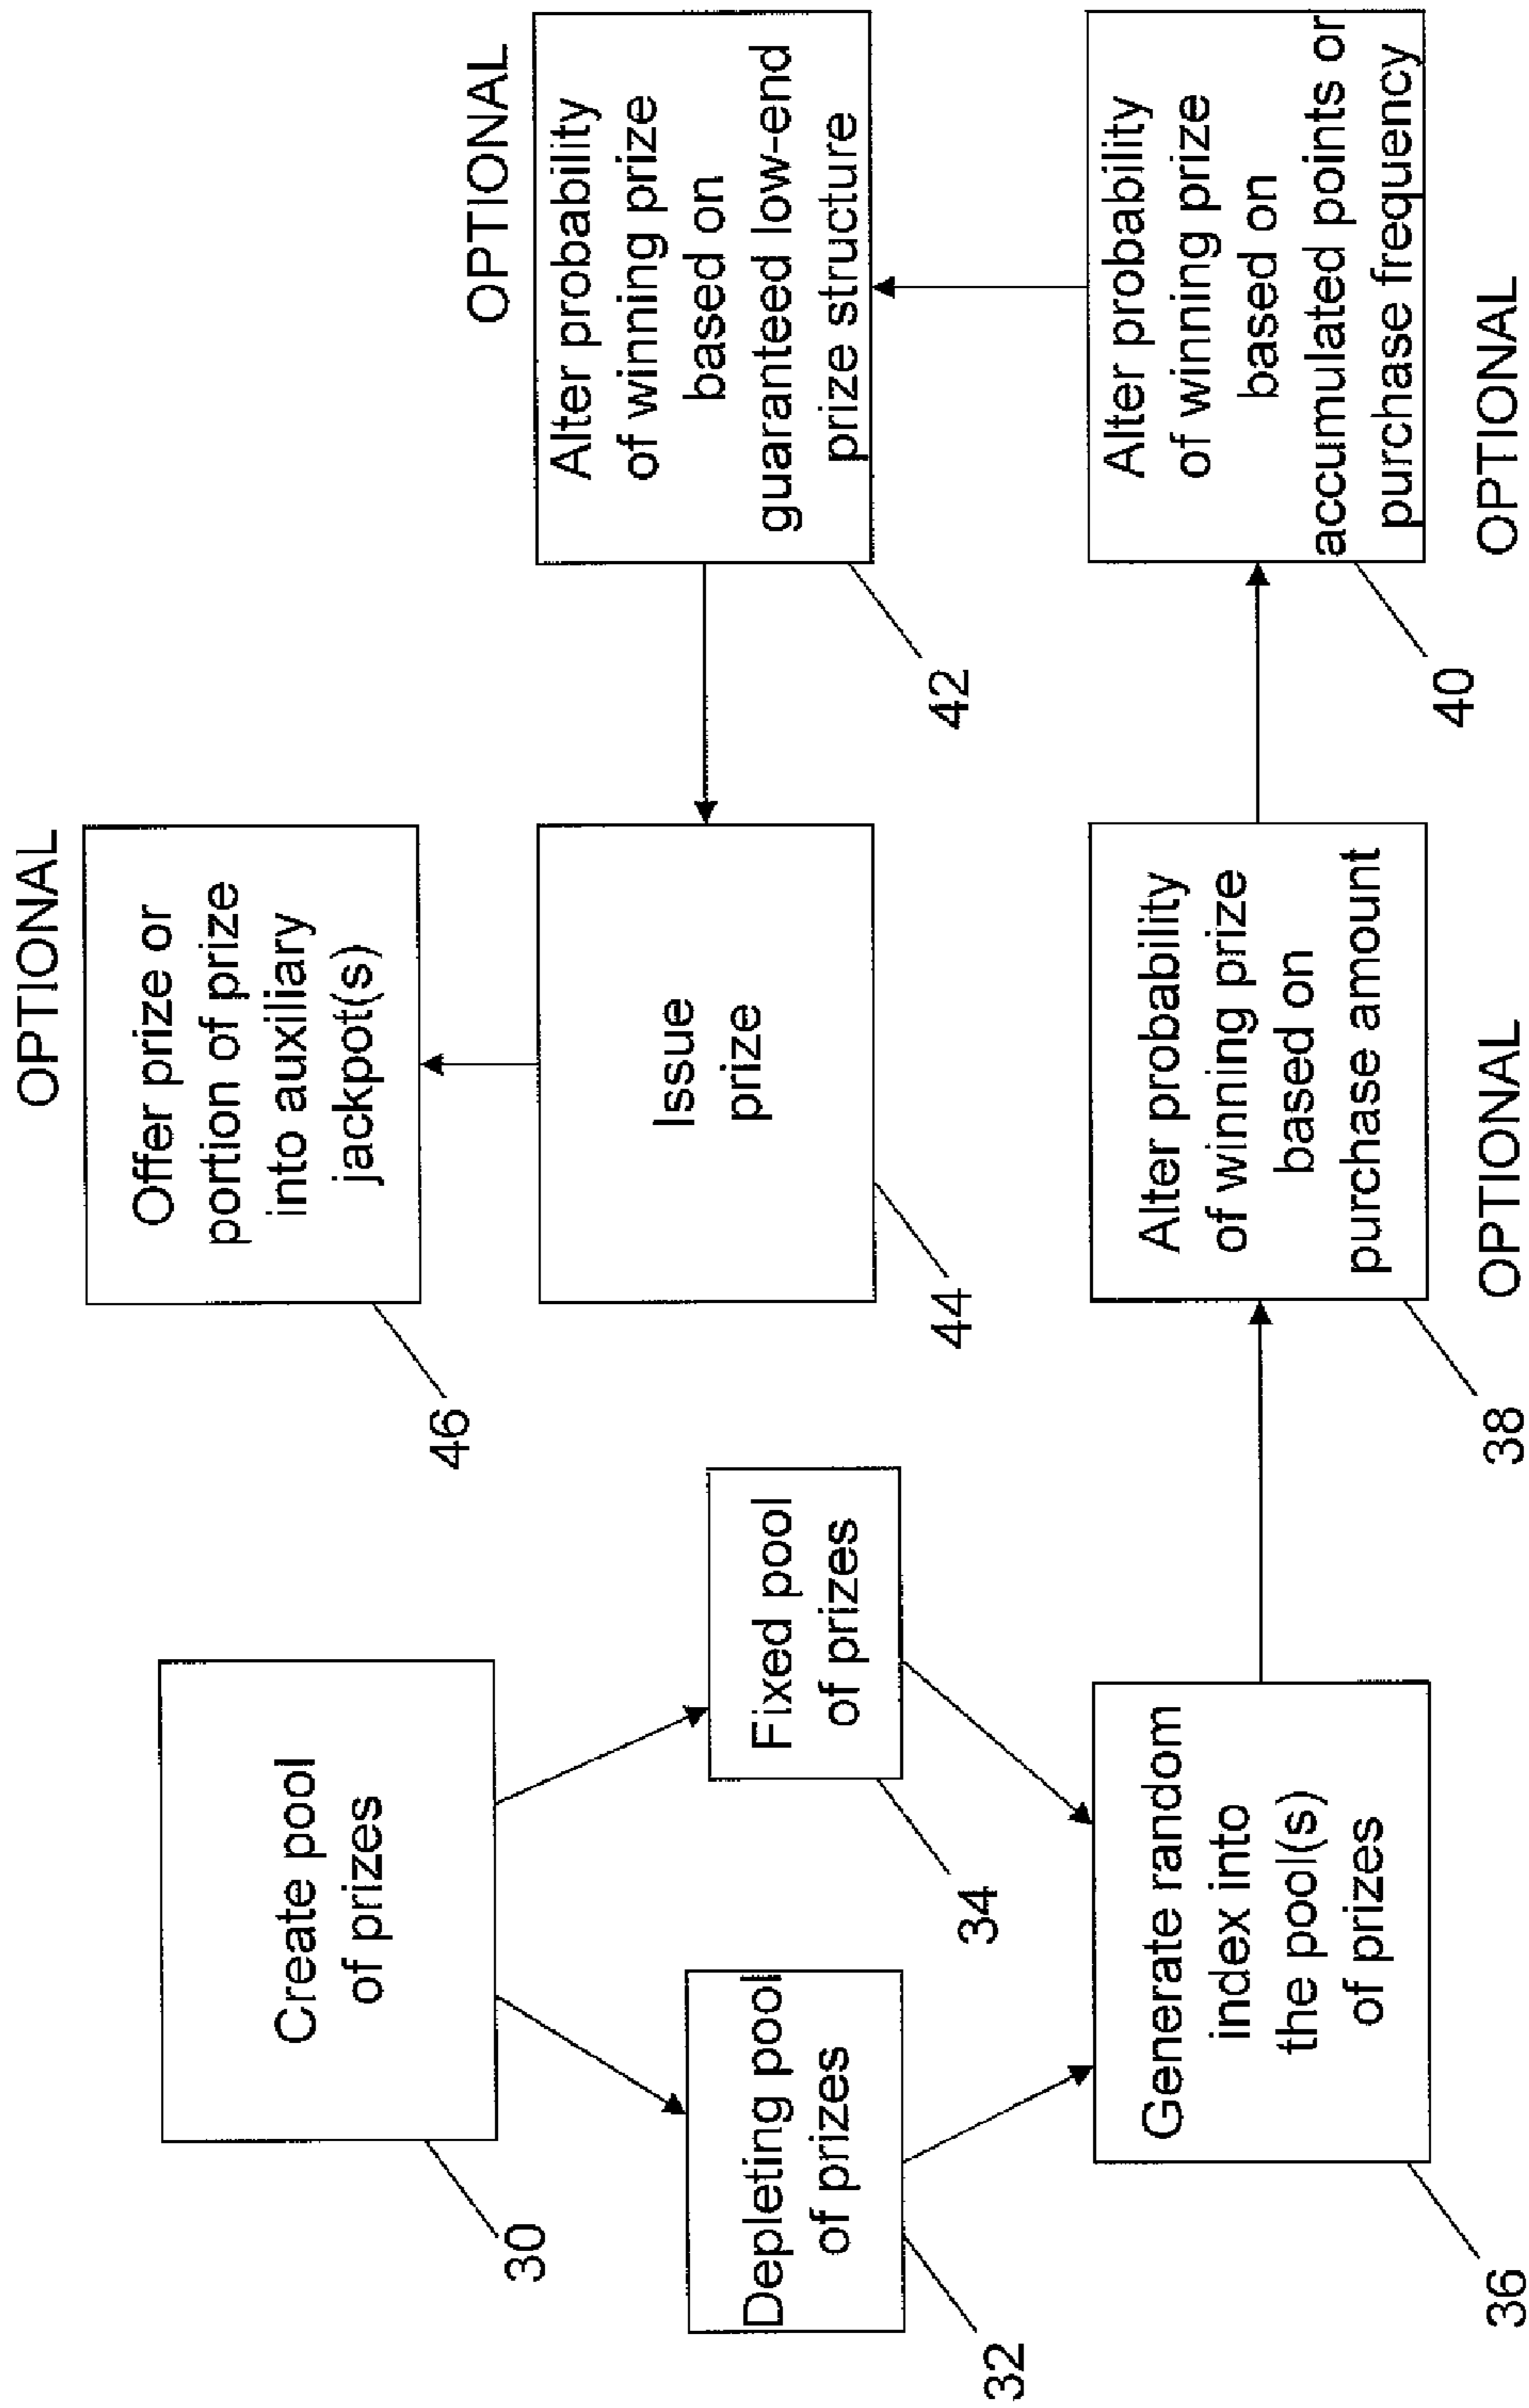 Create pool
of prizes
30
Depleting pool
of prizes
32
Fixed pool
of prizes
34
Generate random
index into
the pool(s)
of prizes
36
Alter probability
of winning prize
based on
purchase amount
38
OPTIONAL
Alter probability
of winning prize
based on
accumulated points or
purchase frequency
40
OPTIONAL
OPTIONAL
Alter probability
of winning prize
based on
guaranteed low-end
prize structure
42
Issue
prize
44
OPTIONAL
Offer prize or
portion of prize
into auxiliary
jackpot(s)
46